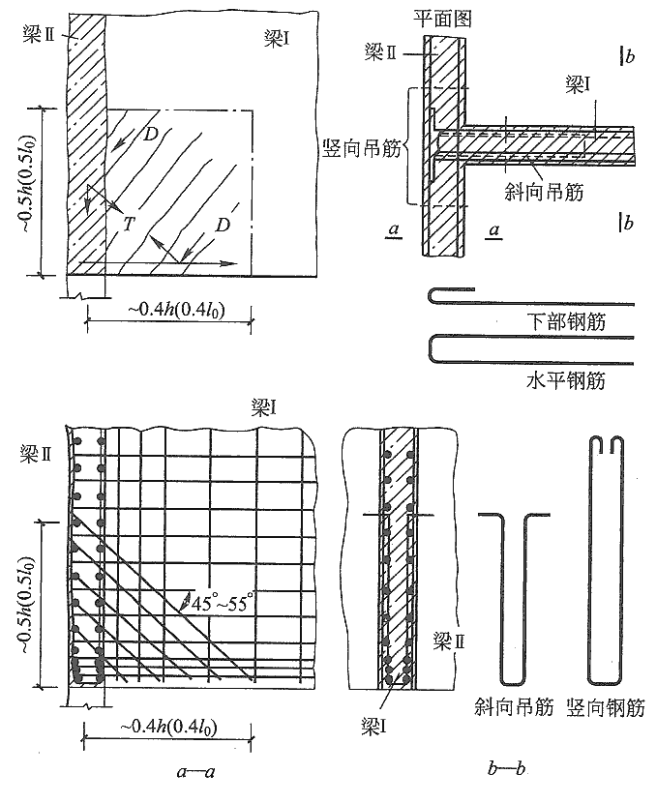 梁Ⅱ
梁Ⅰ
~0.5h(0.5l₀)
D
T
D
~0.4h(0.4l₀)
平面图
梁Ⅱ
b
梁Ⅰ
竖向吊筋
斜向吊筋
a
a
b
下部钢筋
水平钢筋
梁Ⅰ
梁Ⅱ
~0.5h(0.5l₀)
45°~55°
~0.4h(0.4l₀)
a—a
梁Ⅱ
梁Ⅰ
b—b
斜向吊筋
竖向钢筋